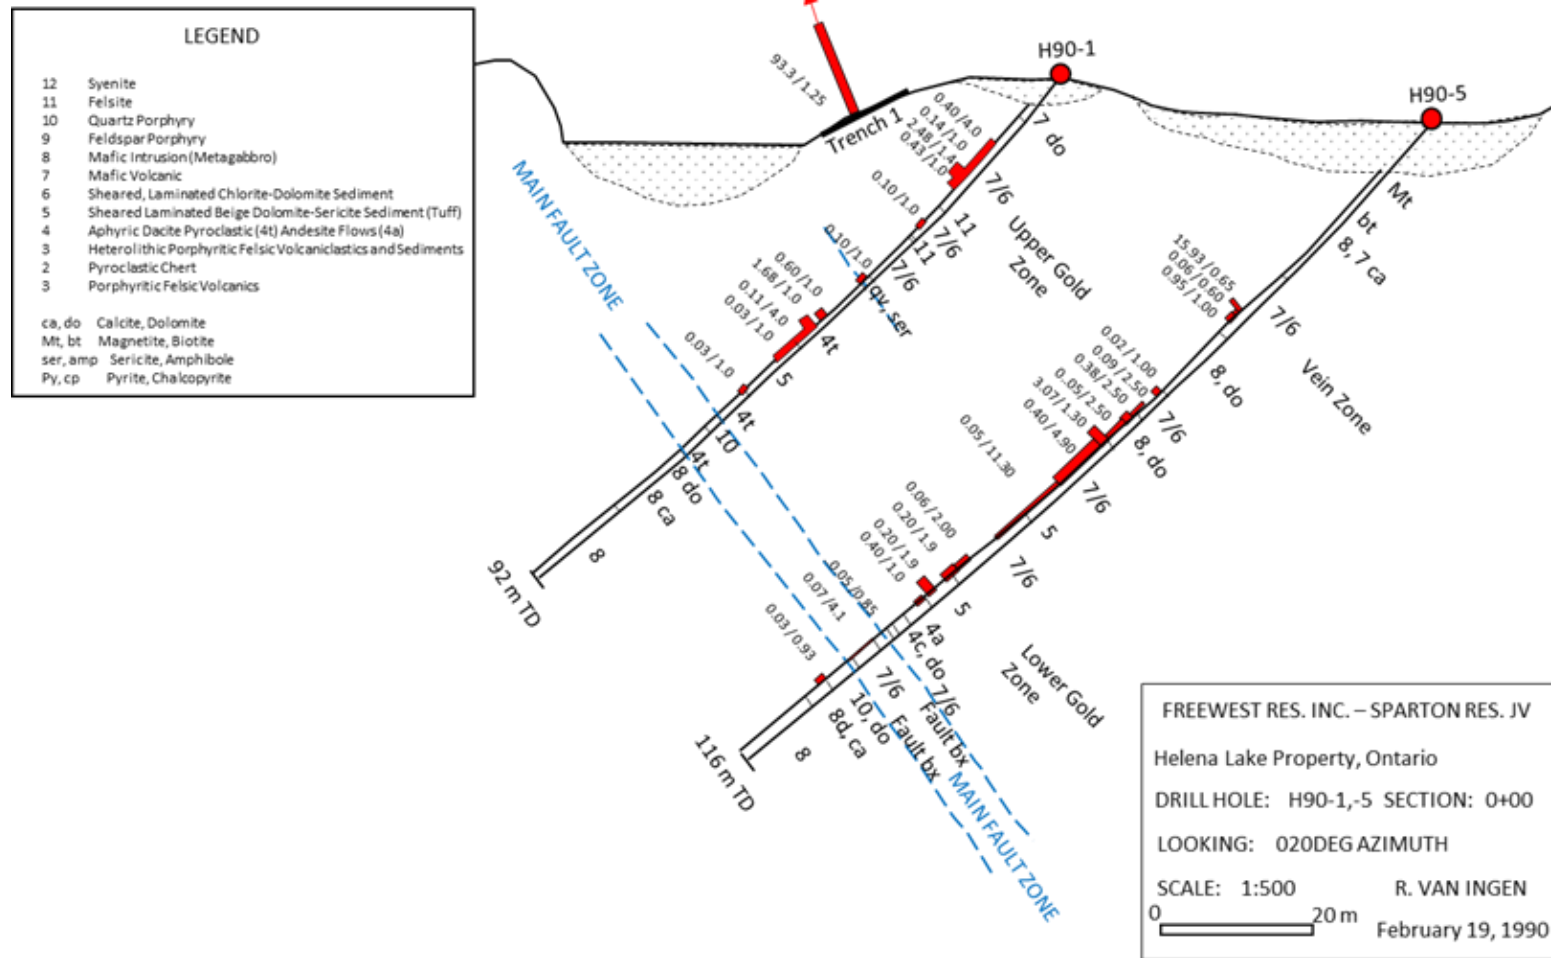 LEGEND
12 Syenite
11 Felsite
10 Quartz Porphyry
9 Feldspar Porphyry
8 Mafic Intrusion (Metagabbro)
7 Mafic Volcanic
6 Sheared, Laminated Chlorite-Dolomite Sediment
5 Sheared Laminated Beige Dolomite-Sericite Sediment (Tuff)
4 Aphyric Dacite Pyroclastic (4t) Andesite Flows (4a)
3 Heterolithic Porphyritic Felsic Volcaniclastics and Sediments
2 Pyroclastic Chert
3 Porphyritic Felsic Volcanics
ca, do Calcite, Dolomite
Mt, bt Magnetite, Biotite
ser, amp Sericite, Amphibole
Py, cp Pyrite, Chalcopyrite
93.3 / 1.25
Trench 1
H90-1
7 do
0.40 / 4.0
0.14 / 1.0
2.48 / 1.4
0.43 / 1.0
7/6
0.10 / 1.0
11
7/6
11
0.10 / 1.0
7/6
qv, ser
0.60 / 1.0
1.68 / 1.0
0.11 / 4.0
0.03 / 1.0
4t
5
0.03 / 1.0
4t
10
4t
8 do
8 ca
8
92 m TD
MAIN FAULT ZONE
Upper Gold
Zone
H90-5
Mt
bt
8, 7 ca
15.93 / 0.65
0.06 / 0.60
0.95 / 1.00
7/6
8, do
Vein Zone
0.02 / 1.00
0.09 / 2.50
0.38 / 2.50
0.05 / 2.50
3.07 / 1.30
0.40 / 4.90
7/6
8, do
7/6
0.05 / 11.30
5
7/6
0.06 / 2.00
0.20 / 1.9
0.20 / 1.9
0.40 / 1.0
5
4a
4c, do
7/6
Fault bx
0.05 / 0.85
0.07 / 4.1
7/6
Fault bx
0.03 / 0.93
10, do
8d, ca
8
116 m TD
Lower Gold
Zone
MAIN FAULT ZONE
FREEWEST RES. INC. – SPARTON RES. JV
Helena Lake Property, Ontario
DRILL HOLE: H90-1,-5 SECTION: 0+00
LOOKING: 020DEG AZIMUTH
SCALE: 1:500 R. VAN INGEN
0 20 m
February 19, 1990